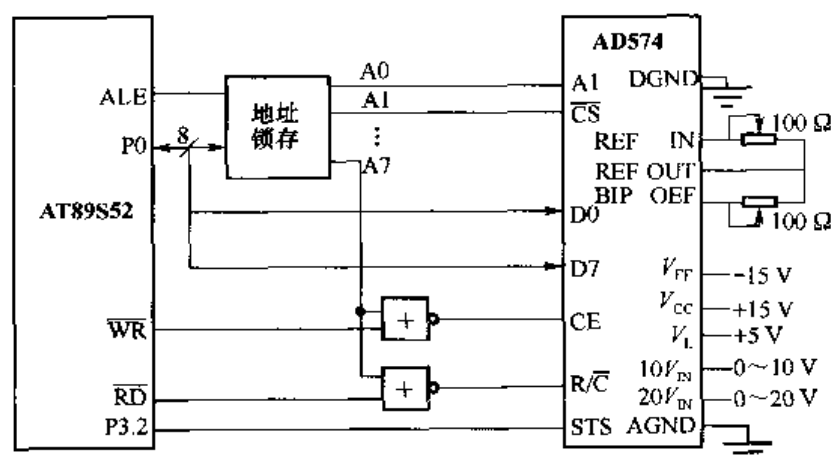 AT89S52
ALE
P0
8
WR
RD
P3.2
地址
锁存
A0
A1
⋮
A7
+
+
AD574
A1
CS
D0
D7
CE
R/C
STS
DGND
REF IN
REF OUT
BIP OEF
100 Ω
100 Ω
VFF −15 V
VCC +15 V
VL +5 V
10VIN 0～10 V
20VIN 0～20 V
AGND